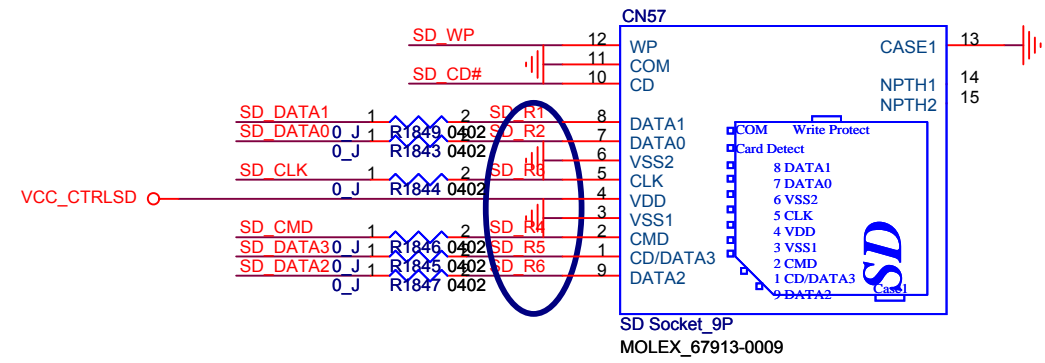 CN57
SD_WP 12 WP CASE1 13
11 COM
SD_CD# 10 CD NPTH1 14
NPTH2 15
SD_DATA1 1 2 SD_R1 8 DATA1
SD_DATA0 0_J 1 R1849 0402 2 SD_R2 7 DATA0
0_J R1843 0402 6 VSS2
SD_CLK 1 2 SD_R3 5 CLK
0_J R1844 0402
VCC_CTRLSD 4 VDD
3 VSS1
SD_CMD 1 2 SD_R4 2 CMD
SD_DATA3 0_J 1 R1846 0402 2 SD_R5 1 CD/DATA3
SD_DATA2 0_J 1 R1845 0402 2 SD_R6 9 DATA2
0_J R1847 0402
COM Write Protect
Card Detect
8 DATA1
7 DATA0
6 VSS2
5 CLK
4 VDD
3 VSS1
2 CMD
1 CD/DATA3
9 DATA2
SD
Case1
SD Socket_9P
MOLEX_67913-0009